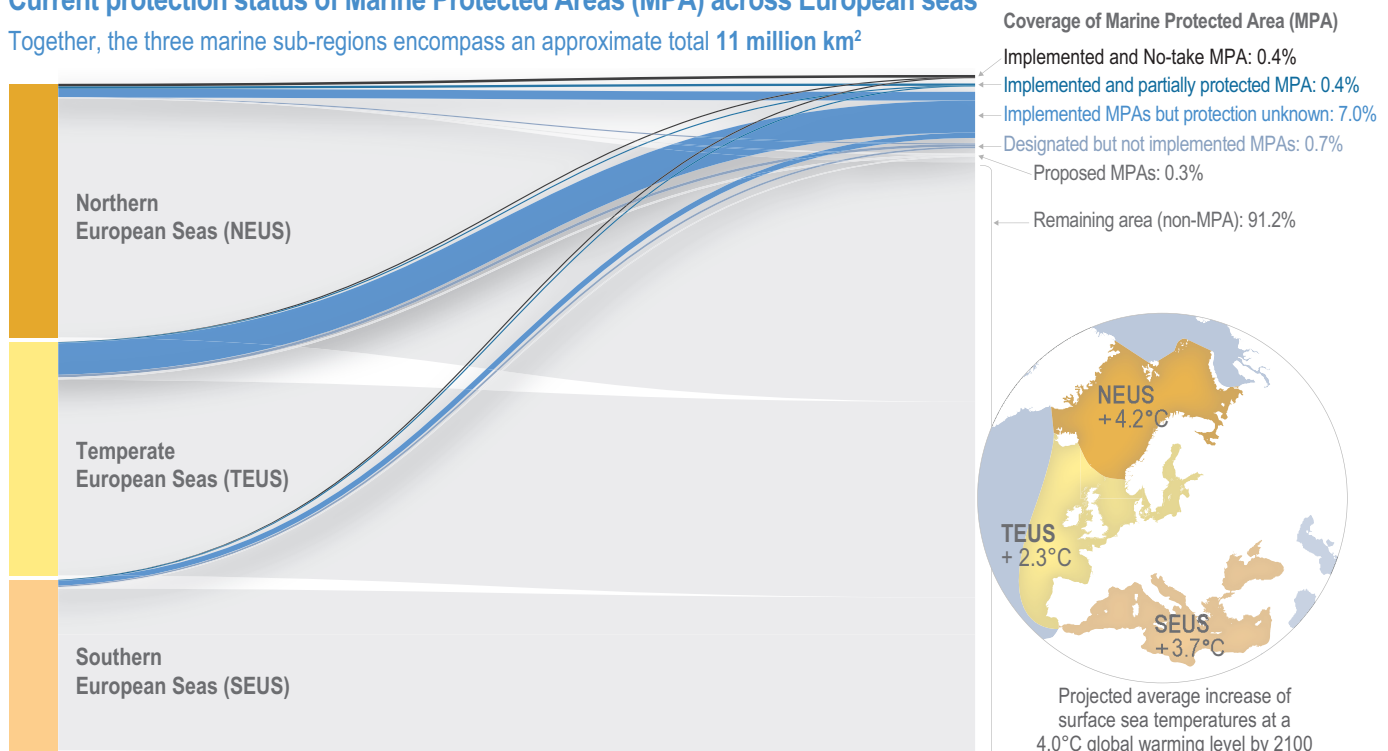 Current protection status of Marine Protected Areas (MPA) across European seas
Together, the three marine sub-regions encompass an approximate total 11 million km²
Coverage of Marine Protected Area (MPA)
Implemented and No-take MPA: 0.4%
Implemented and partially protected MPA: 0.4%
Implemented MPAs but protection unknown: 7.0%
Designated but not implemented MPAs: 0.7%
Proposed MPAs: 0.3%
Remaining area (non-MPA): 91.2%
Northern
European Seas (NEUS)
Temperate
European Seas (TEUS)
Southern
European Seas (SEUS)
NEUS
+ 4.2°C
TEUS
+ 2.3°C
SEUS
+ 3.7°C
Projected average increase of
surface sea temperatures at a
4.0°C global warming level by 2100